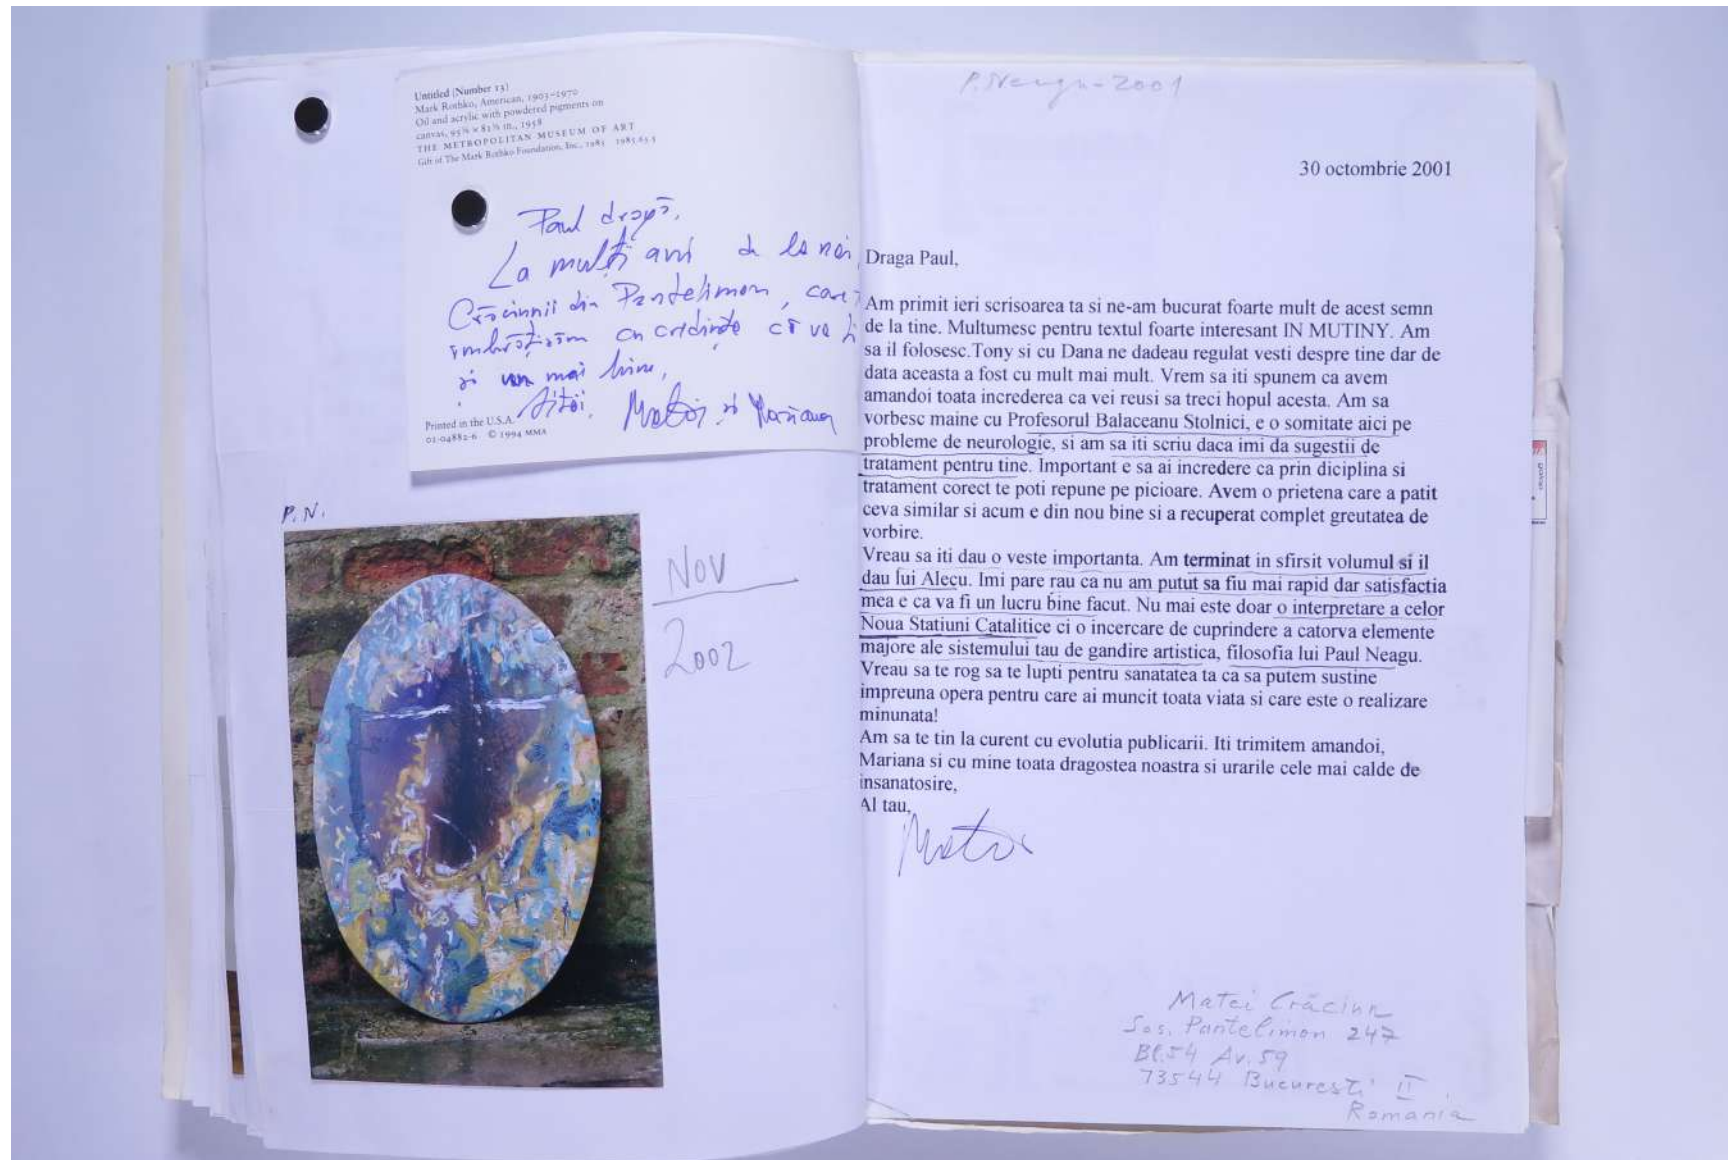 Untitled (Number 13)
Mark Rothko, American, 1903–1970
Oil and acrylic with powdered pigments on
canvas, 95⅜ × 81⅜ in., 1958
THE METROPOLITAN MUSEUM OF ART
Gift of The Mark Rothko Foundation, Inc., 1985 1985.63.5
Paul dragă,
La mulți ani de la noi,
Crăciunii din Pantelimon, care
îmbrățișăm cu credința că va fi
și un mai bine,
Aitoi. Matei și Mariana
Printed in the U.S.A.
01-04882-6 © 1994 MMA
P. N.
Nov
2002
P. Neagu - 2001
30 octombrie 2001
Draga Paul,
Am primit ieri scrisoarea ta si ne-am bucurat foarte mult de acest semn
de la tine. Multumesc pentru textul foarte interesant IN MUTINY. Am
sa il folosesc.Tony si cu Dana ne dadeau regulat vesti despre tine dar de
data aceasta a fost cu mult mai mult. Vrem sa iti spunem ca avem
amandoi toata increderea ca vei reusi sa treci hopul acesta. Am sa
vorbesc maine cu Profesorul Balaceanu Stolnici, e o somitate aici pe
probleme de neurologie, si am sa iti scriu daca imi da sugestii de
tratament pentru tine. Important e sa ai incredere ca prin diciplina si
tratament corect te poti repune pe picioare. Avem o prietena care a patit
ceva similar si acum e din nou bine si a recuperat complet greutatea de
vorbire.
Vreau sa iti dau o veste importanta. Am terminat in sfirsit volumul si il
dau lui Alecu. Imi pare rau ca nu am putut sa fiu mai rapid dar satisfactia
mea e ca va fi un lucru bine facut. Nu mai este doar o interpretare a celor
Noua Statiuni Catalitice ci o incercare de cuprindere a catorva elemente
majore ale sistemului tau de gandire artistica, filosofia lui Paul Neagu.
Vreau sa te rog sa te lupti pentru sanatatea ta ca sa putem sustine
impreuna opera pentru care ai muncit toata viata si care este o realizare
minunata!
Am sa te tin la curent cu evolutia publicarii. Iti trimitem amandoi,
Mariana si cu mine toata dragostea noastra si urarile cele mai calde de
insanatosire,
Al tau,
Matei
Matei Crăciun
Sos. Pantelimon 247
Bl.54 Av.59
73544 Bucuresti II
Romania